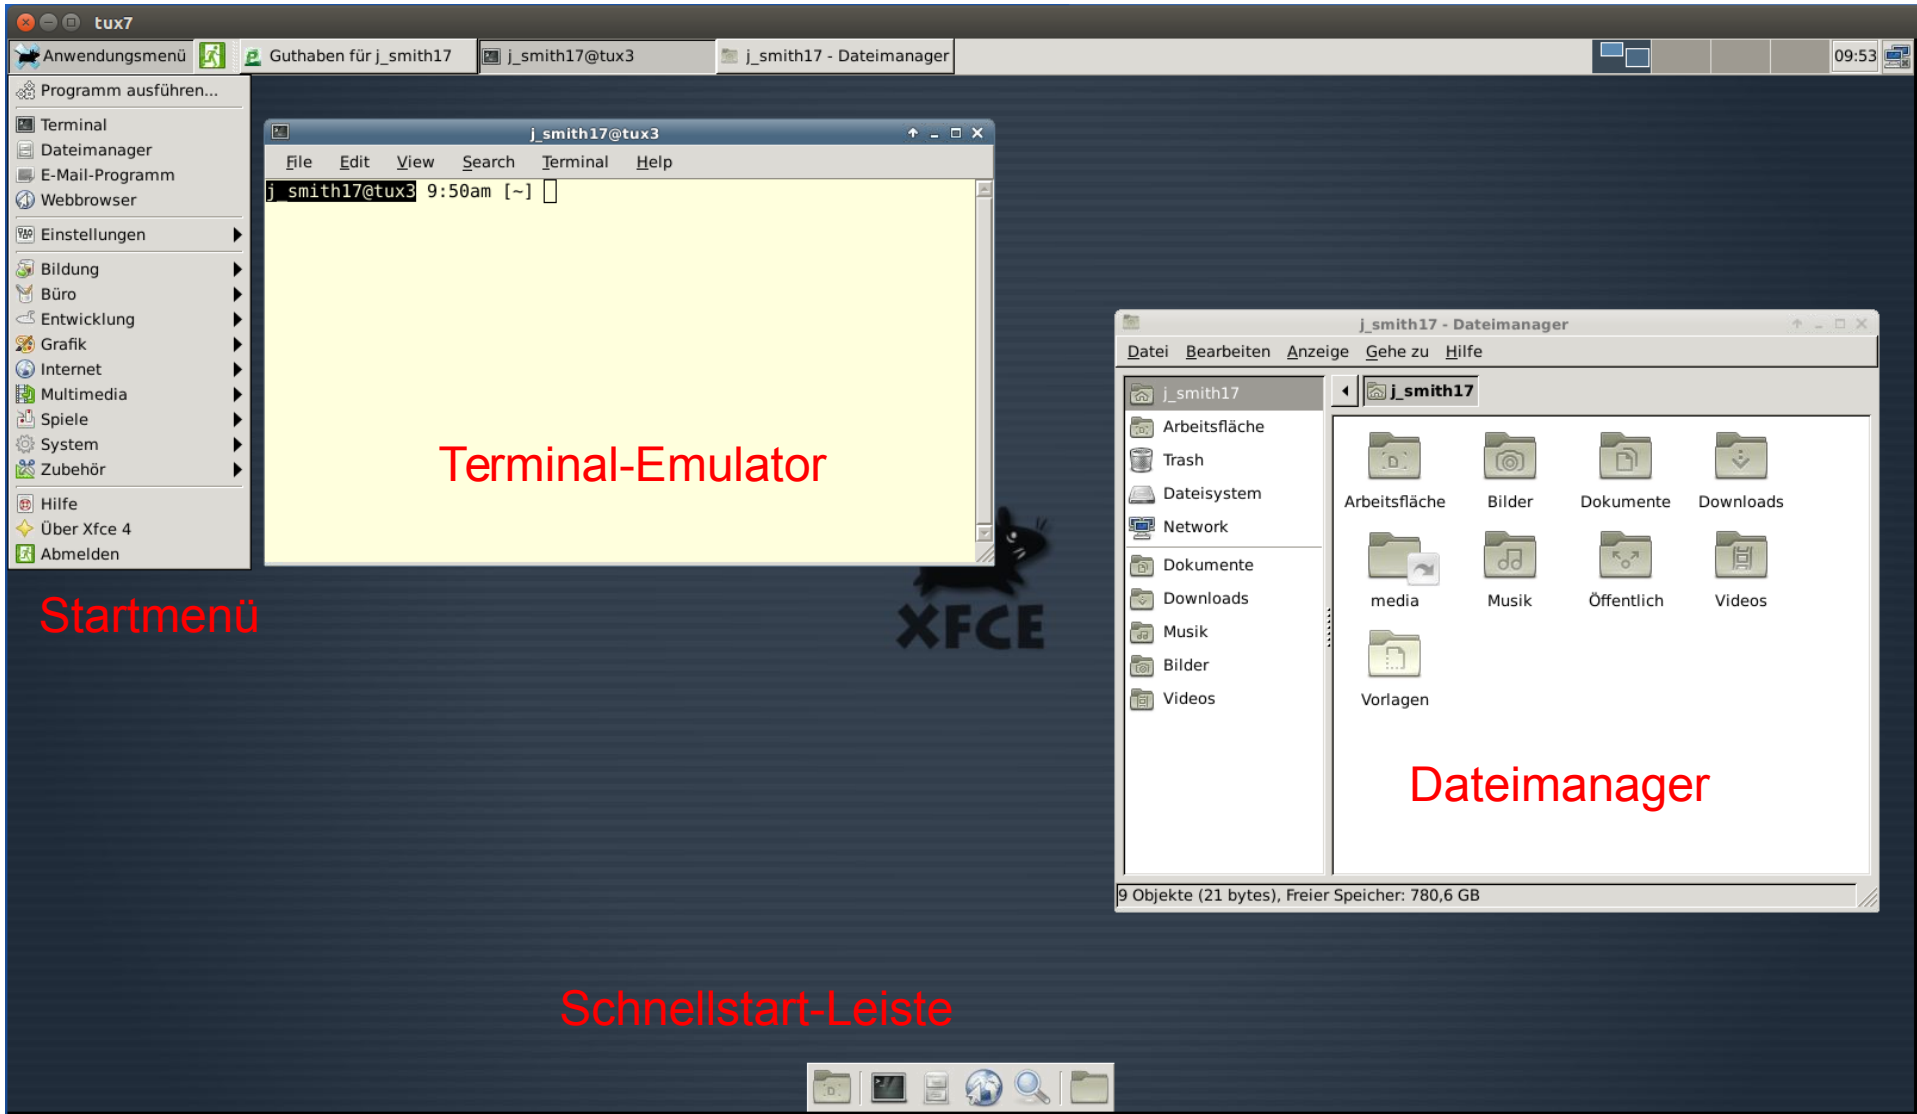 tux7
Anwendungsmenü
Guthaben für j_smith17
j_smith17@tux3
j_smith17 - Dateimanager
09:53
Programm ausführen...
Terminal
Dateimanager
E-Mail-Programm
Webbrowser
Einstellungen
Bildung
Büro
Entwicklung
Grafik
Internet
Multimedia
Spiele
System
Zubehör
Hilfe
Über Xfce 4
Abmelden
Startmenü
j_smith17@tux3
File Edit View Search Terminal Help
j_smith17@tux3 9:50am [~]
Terminal-Emulator
XFCE
j_smith17 - Dateimanager
Datei Bearbeiten Anzeige Gehe zu Hilfe
j_smith17
Arbeitsfläche
Trash
Dateisystem
Network
Dokumente
Downloads
Musik
Bilder
Videos
j_smith17
Arbeitsfläche Bilder Dokumente Downloads
media Musik Öffentlich Videos
Vorlagen
Dateimanager
9 Objekte (21 bytes), Freier Speicher: 780,6 GB
Schnellstart-Leiste